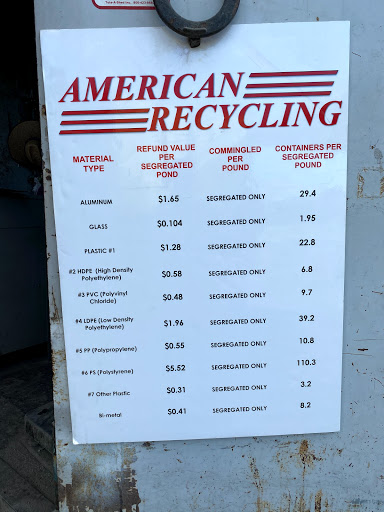 AMERICAN
RECYCLING
MATERIAL TYPE REFUND VALUE PER SEGREGATED POND COMMINGLED PER POUND CONTAINERS PER SEGREGATED POUND
ALUMINUM $1.65 SEGREGATED ONLY 29.4
GLASS $0.104 SEGREGATED ONLY 1.95
PLASTIC #1 $1.28 SEGREGATED ONLY 22.8
#2 HDPE (High Density Polyethylene) $0.58 SEGREGATED ONLY 6.8
#3 PVC (Polyvinyl Chloride) $0.48 SEGREGATED ONLY 9.7
#4 LDPE (Low Density Polyethylene) $1.96 SEGREGATED ONLY 39.2
#5 PP (Polypropylene) $0.55 SEGREGATED ONLY 10.8
#6 PS (Polystyrene) $5.52 SEGREGATED ONLY 110.3
#7 Other Plastic $0.31 SEGREGATED ONLY 3.2
Bi-metal $0.41 SEGREGATED ONLY 8.2